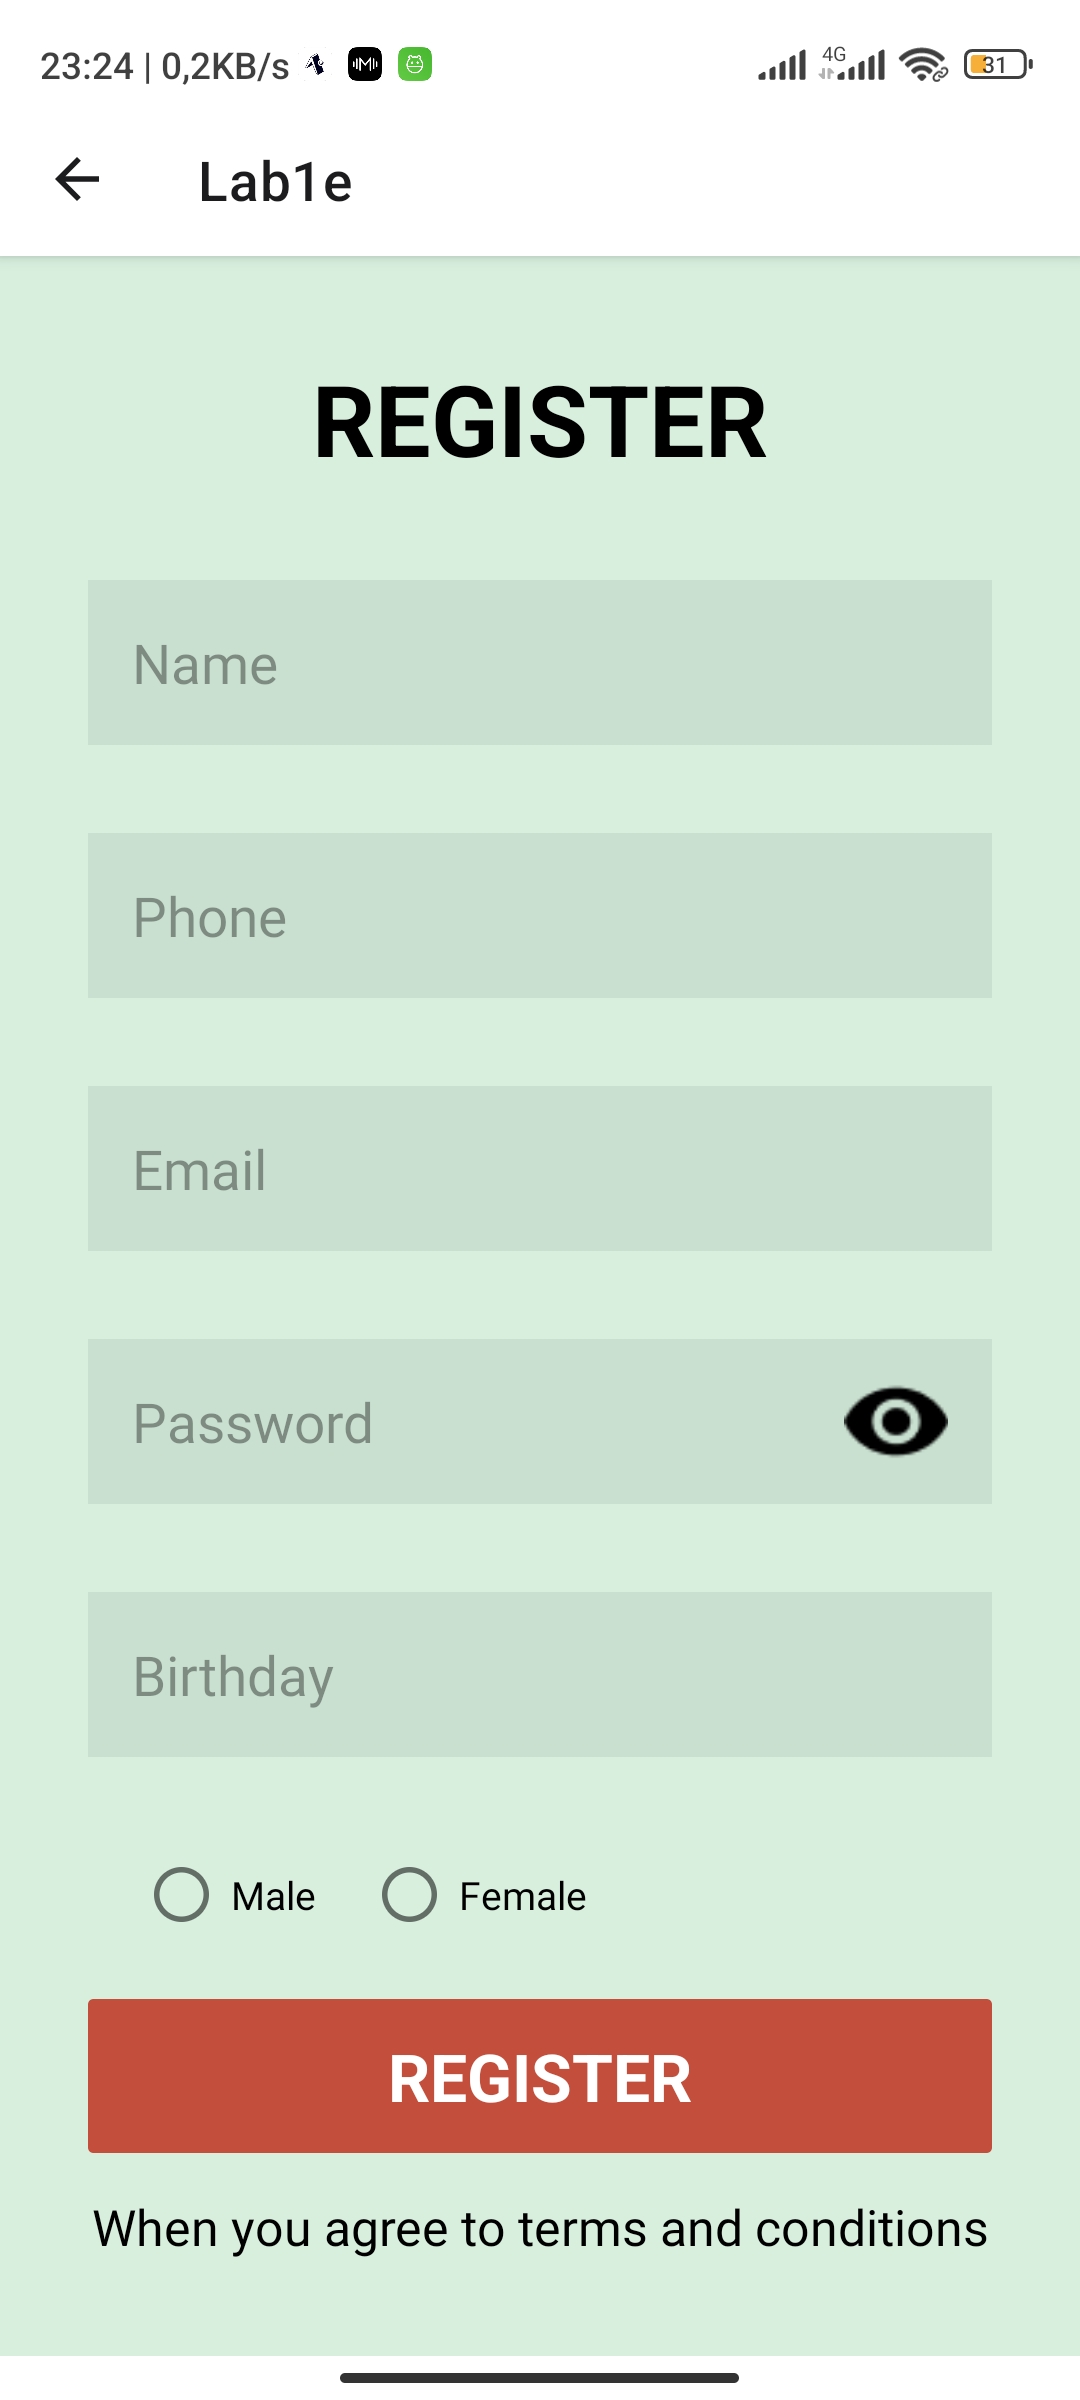 23:24 | 0,2KB/s 4G 31
Lab1e
REGISTER
Name
Phone
Email
Password
Birthday
Male Female
REGISTER
When you agree to terms and conditions